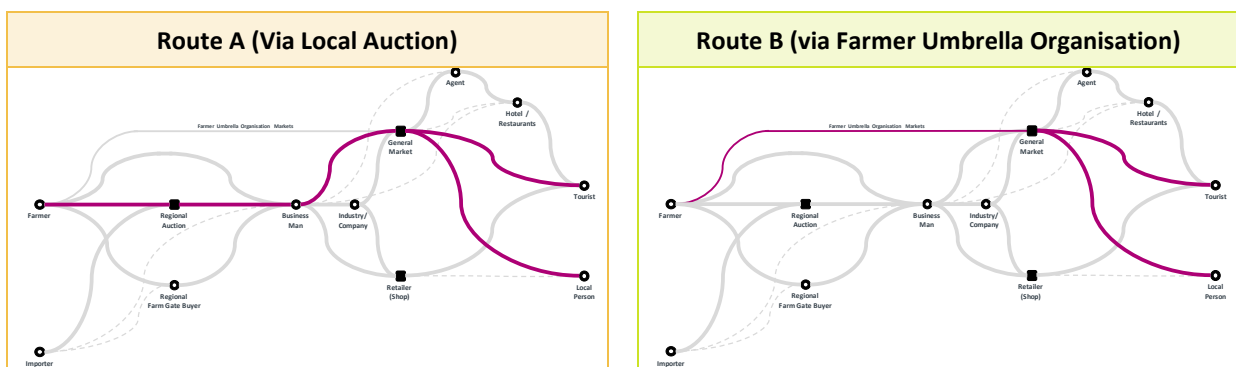 Route A (Via Local Auction)
Agent
Hotel /
Restaurants
Farmer Umbrella Organisation Markets
General
Market
Tourist
Farmer
Regional
Auction
Business
Man
Industry/
Company
Local
Person
Retailer
(Shop)
Regional
Farm Gate Buyer
Importer
Route B (via Farmer Umbrella Organisation)
Agent
Hotel /
Restaurants
Farmer Umbrella Organisation Markets
General
Market
Tourist
Farmer
Regional
Auction
Business
Man
Industry/
Company
Local
Person
Retailer
(Shop)
Regional
Farm Gate Buyer
Importer